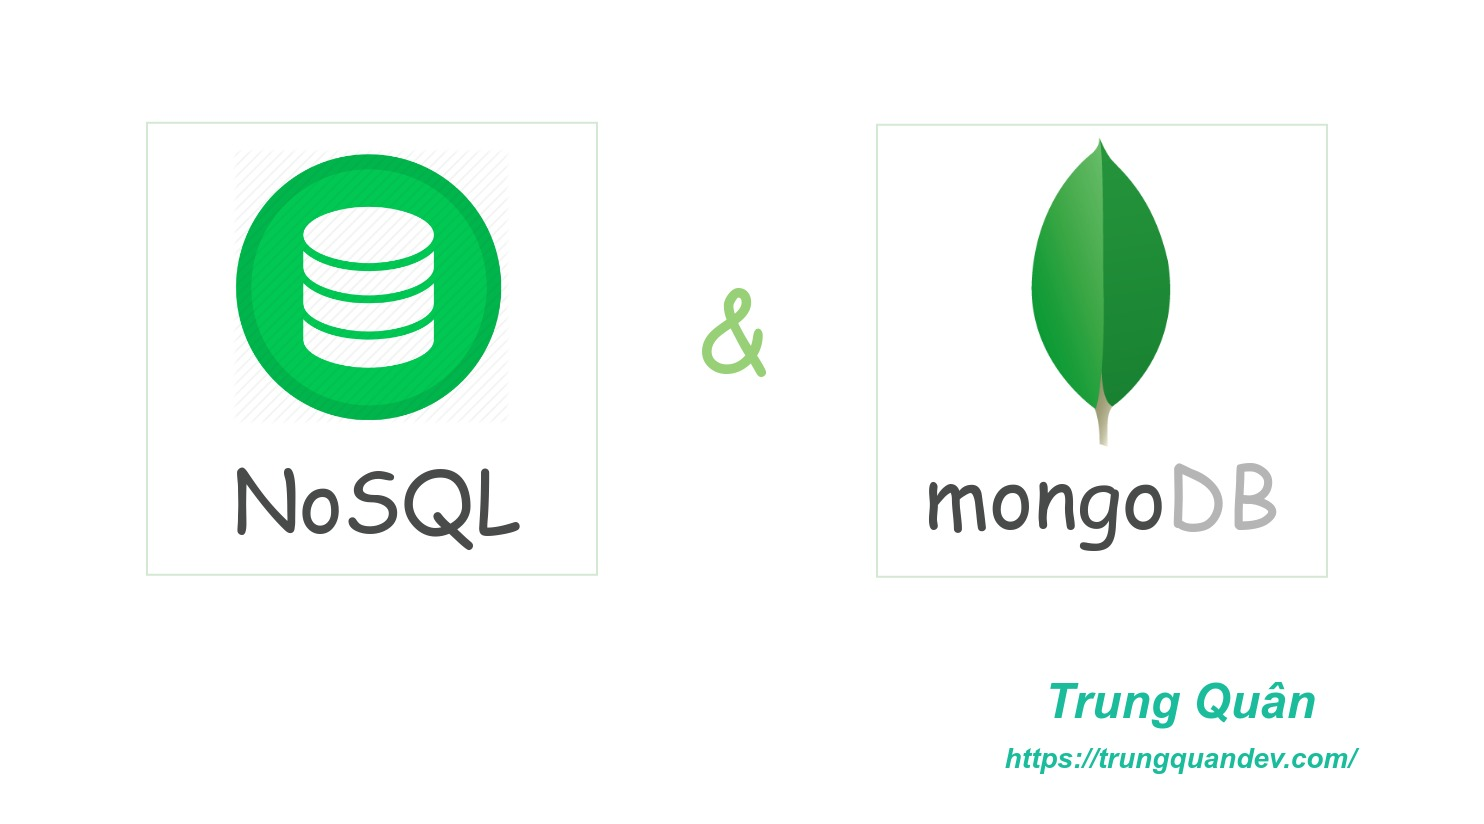 &
NoSQL
mongoDB
Trung Quân
https://trungquandev.com/